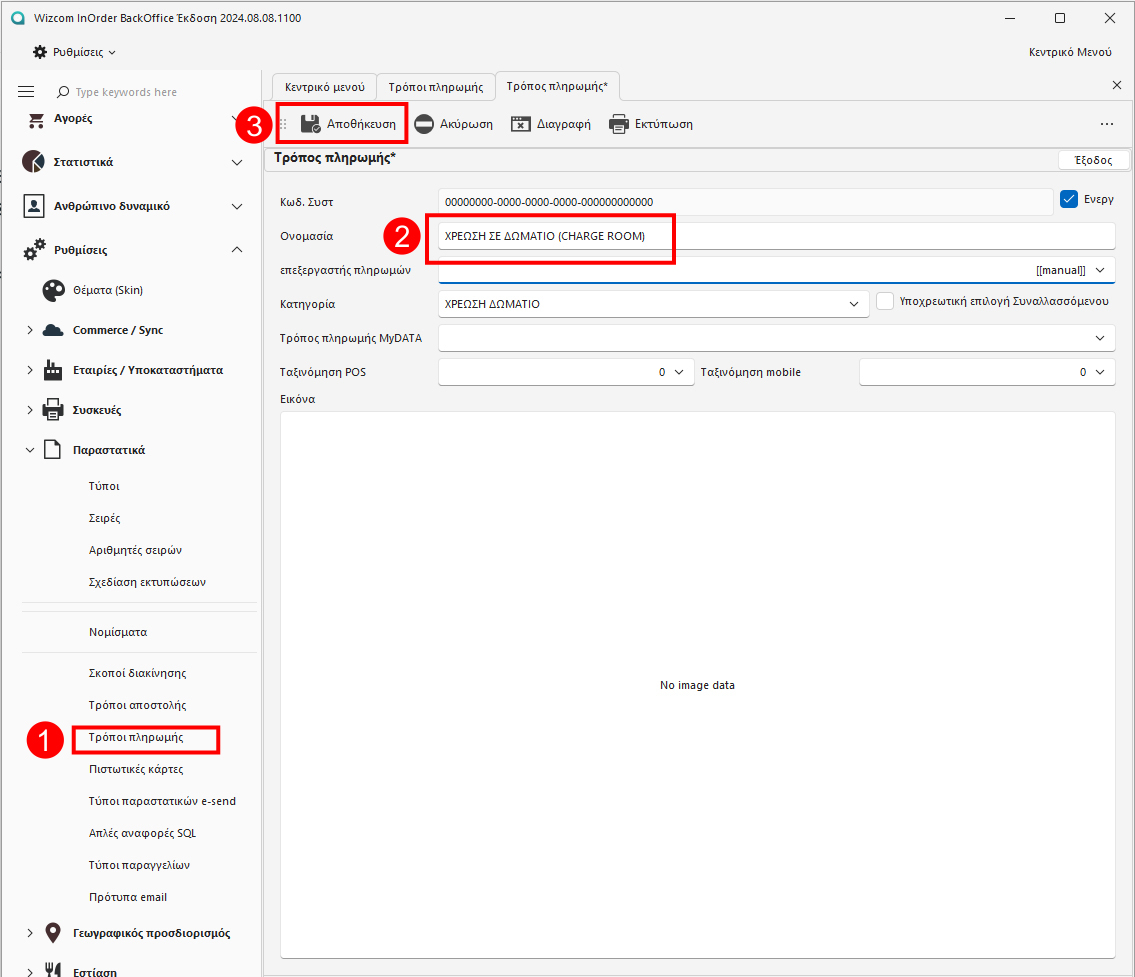 Wizcom InOrder BackOffice Έκδοση 2024.08.08.1100
Ρυθμίσεις
Κεντρικό Μενού
Type keywords here
Αγορές
Στατιστικά
Ανθρώπινο δυναμικό
Ρυθμίσεις
Θέματα (Skin)
Commerce / Sync
Εταιρίες / Υποκαταστήματα
Συσκευές
Παραστατικά
Τύποι
Σειρές
Αριθμητές σειρών
Σχεδίαση εκτυπώσεων
Νομίσματα
Σκοποί διακίνησης
Τρόποι αποστολής
1
Τρόποι πληρωμής
Πιστωτικές κάρτες
Τύποι παραστατικών e-send
Απλές αναφορές SQL
Τύποι παραγγελίων
Πρότυπα email
Γεωγραφικός προσδιορισμός
Εστίαση
Κεντρικό μενού
Τρόποι πληρωμής
Τρόπος πληρωμής*
3
Αποθήκευση
Ακύρωση
Διαγραφή
Εκτύπωση
Τρόπος πληρωμής*
Έξοδος
Κωδ. Συστ
00000000-0000-0000-0000-000000000000
Ενεργ
Ονομασία
2
ΧΡΕΩΣΗ ΣΕ ΔΩΜΑΤΙΟ (CHARGE ROOM)
επεξεργαστής πληρωμών
[[manual]]
Κατηγορία
ΧΡΕΩΣΗ ΔΩΜΑΤΙΟ
Υποχρεωτική επιλογή Συναλλασσόμενου
Τρόπος πληρωμής MyDATA
Ταξινόμηση POS
0
Ταξινόμηση mobile
0
Εικόνα
No image data